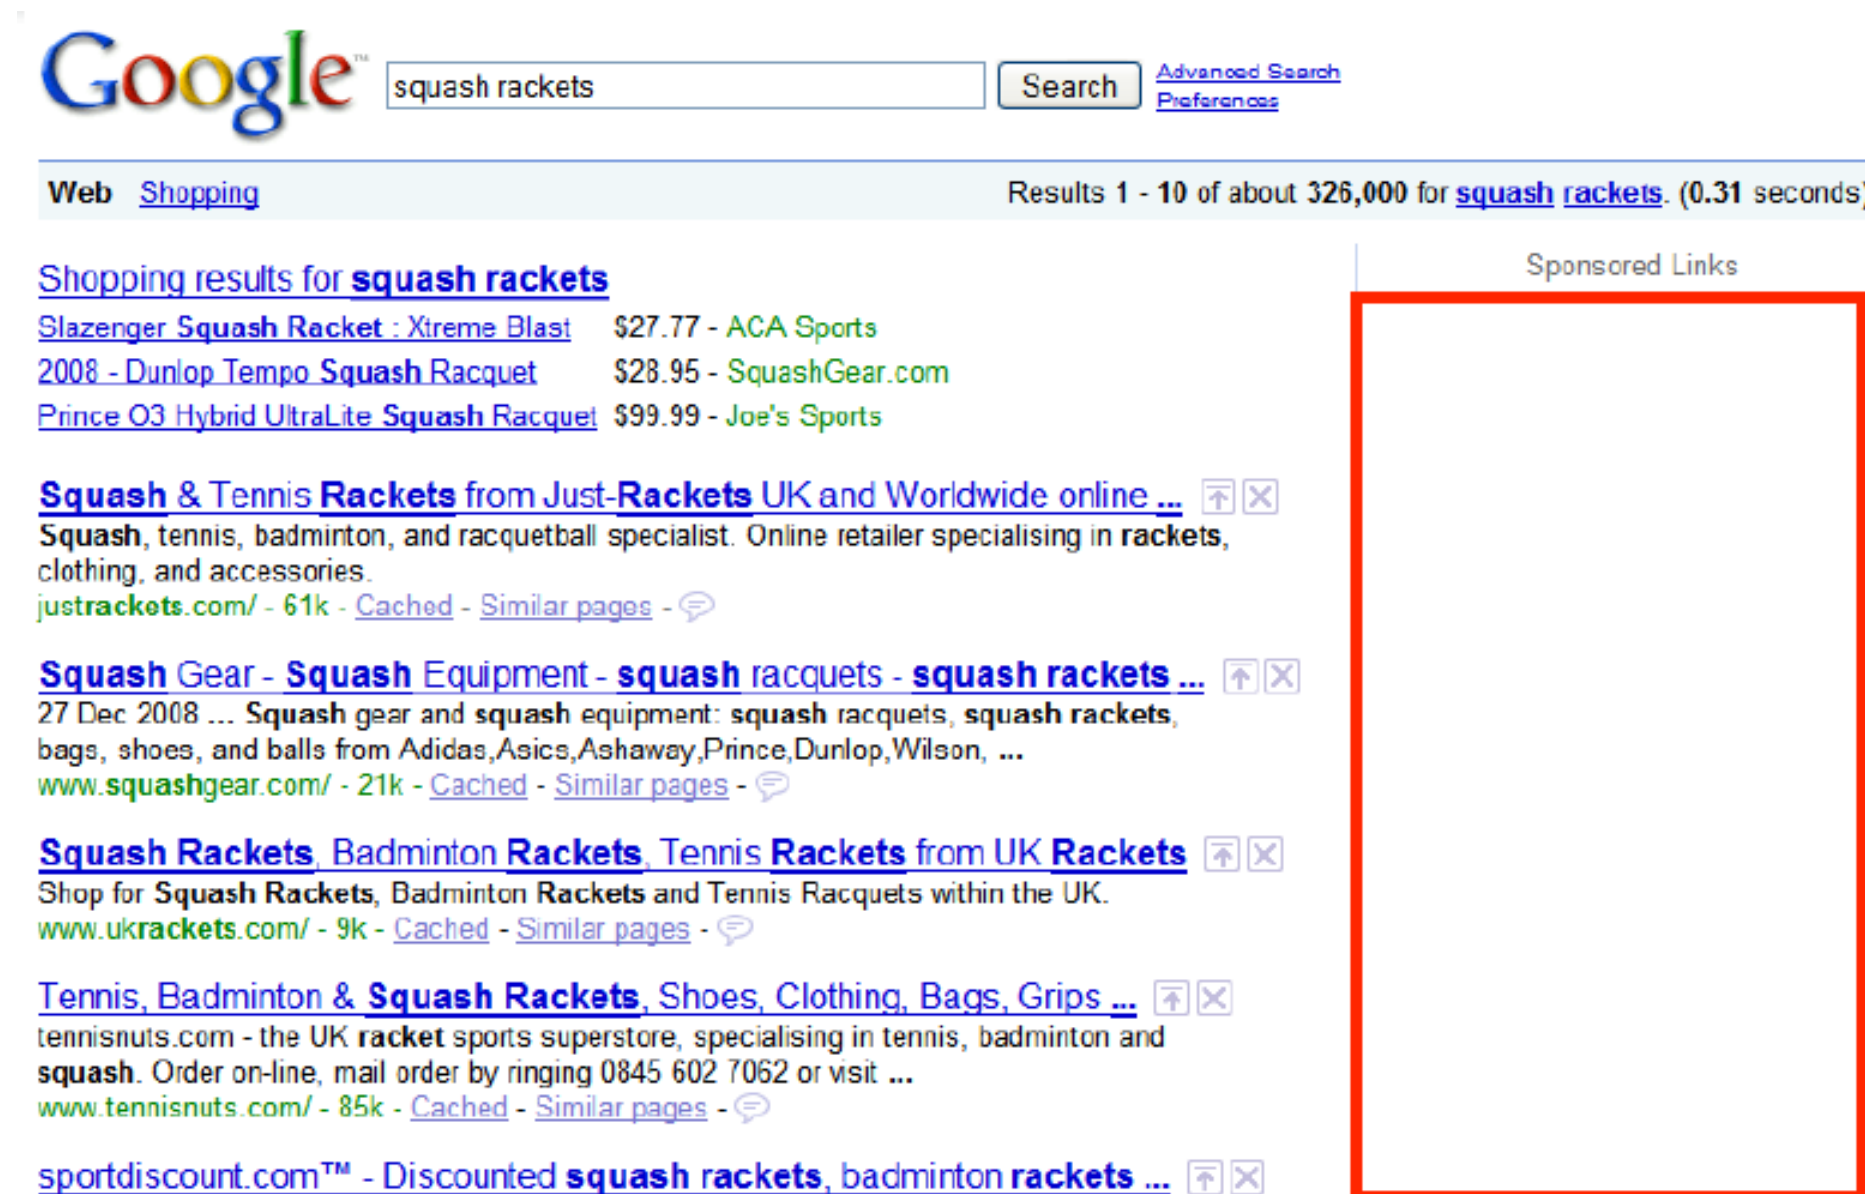 Google™
squash rackets
Search
Advanced Search
Preferences
Web Shopping
Results 1 - 10 of about 326,000 for squash rackets. (0.31 seconds)
Shopping results for squash rackets
Slazenger Squash Racket : Xtreme Blast $27.77 - ACA Sports
2008 - Dunlop Tempo Squash Racquet $28.95 - SquashGear.com
Prince O3 Hybrid UltraLite Squash Racquet $99.99 - Joe's Sports
Squash & Tennis Rackets from Just-Rackets UK and Worldwide online ...
Squash, tennis, badminton, and racquetball specialist. Online retailer specialising in rackets,
clothing, and accessories.
justrackets.com/ - 61k - Cached - Similar pages -
Squash Gear - Squash Equipment - squash racquets - squash rackets ...
27 Dec 2008 ... Squash gear and squash equipment: squash racquets, squash rackets,
bags, shoes, and balls from Adidas,Asics,Ashaway,Prince,Dunlop,Wilson, ...
www.squashgear.com/ - 21k - Cached - Similar pages -
Squash Rackets, Badminton Rackets, Tennis Rackets from UK Rackets
Shop for Squash Rackets, Badminton Rackets and Tennis Racquets within the UK.
www.ukrackets.com/ - 9k - Cached - Similar pages -
Tennis, Badminton & Squash Rackets, Shoes, Clothing, Bags, Grips ...
tennisnuts.com - the UK racket sports superstore, specialising in tennis, badminton and
squash. Order on-line, mail order by ringing 0845 602 7062 or visit ...
www.tennisnuts.com/ - 85k - Cached - Similar pages -
sportdiscount.com™ - Discounted squash rackets, badminton rackets ...
Sponsored Links